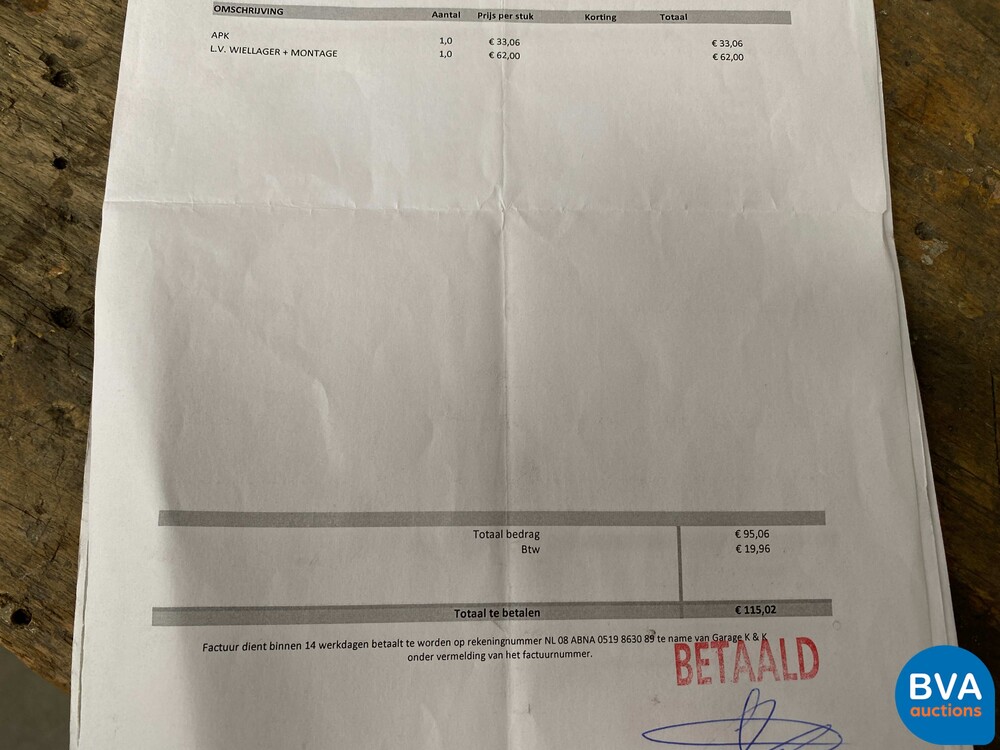 OMSCHRIJVING Aantal Prijs per stuk Korting Totaal
APK 1,0 € 33,06 € 33,06
L.V. WIELLAGER + MONTAGE 1,0 € 62,00 € 62,00
Totaal bedrag € 95,06
Btw € 19,96
Totaal te betalen € 115,02
Factuur dient binnen 14 werkdagen betaalt te worden op rekeningnummer NL 08 ABNA 0519 8630 89 te name van Garage K & K
onder vermelding van het factuurnummer.
BETAALD
BVA
auctions